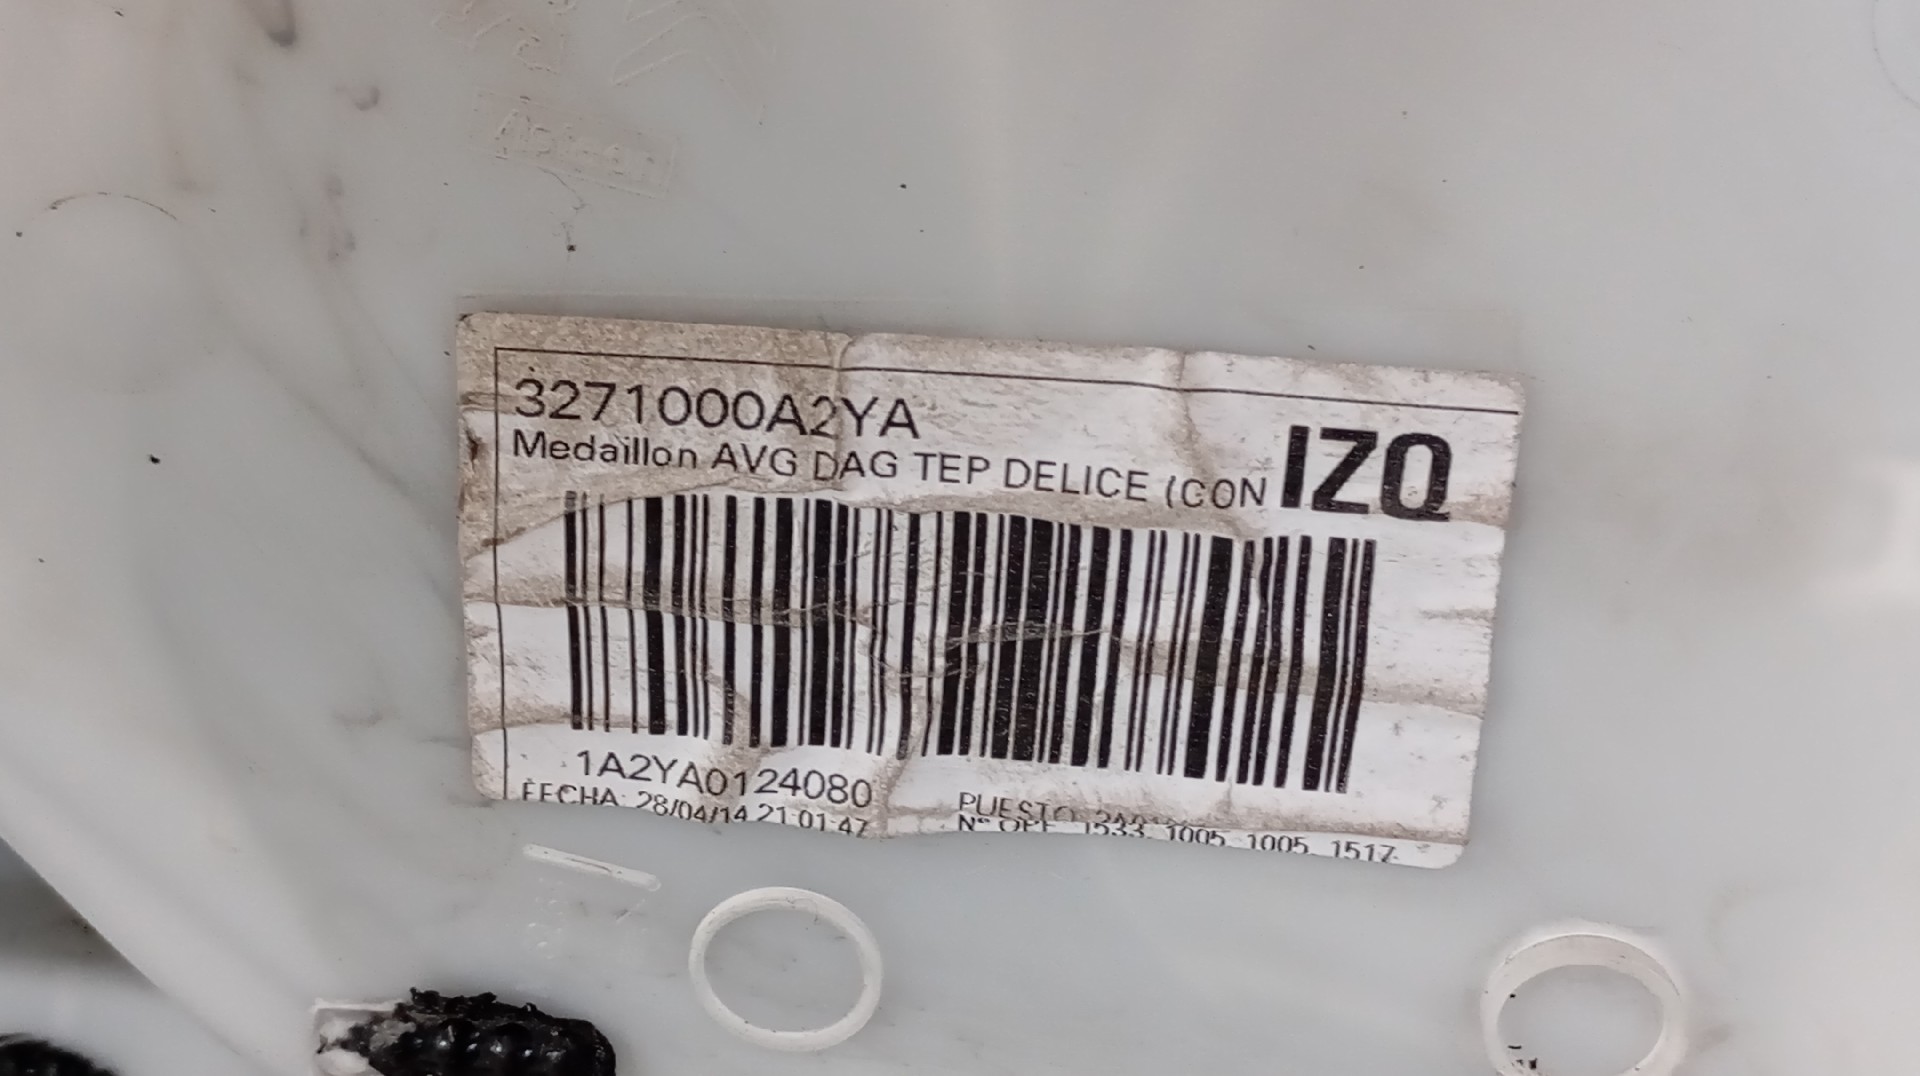 3271000A2YA
Medaillon AVG DAG TEP DELICE (CON
IZQ
1A2YA0124080
FECHA: 28/04/14 21:01:47
PUESTO
Nº OPE 1533, 1005, 1005, 1517